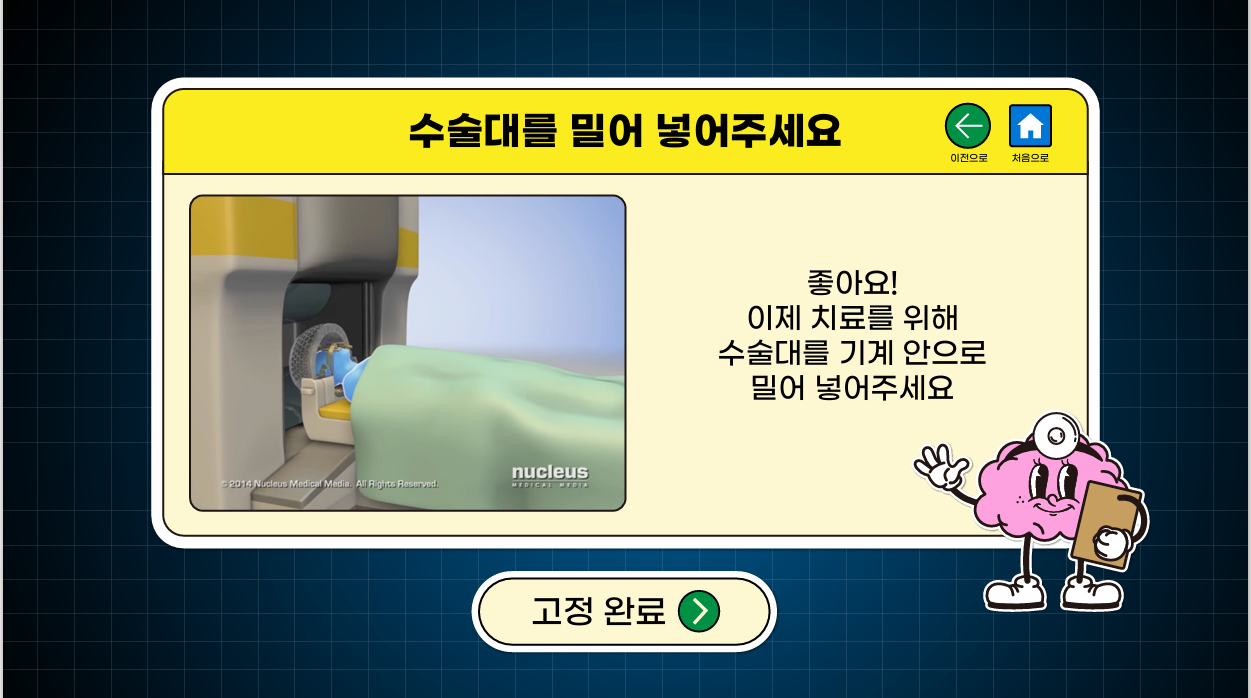 수술대를 밀어 넣어주세요
이전으로
처음으로
좋아요!
이제 치료를 위해
수술대를 기계 안으로
밀어 넣어주세요
nucleus
MEDICAL MEDIA
© 2014 Nucleus Medical Media. All Rights Reserved.
고정 완료